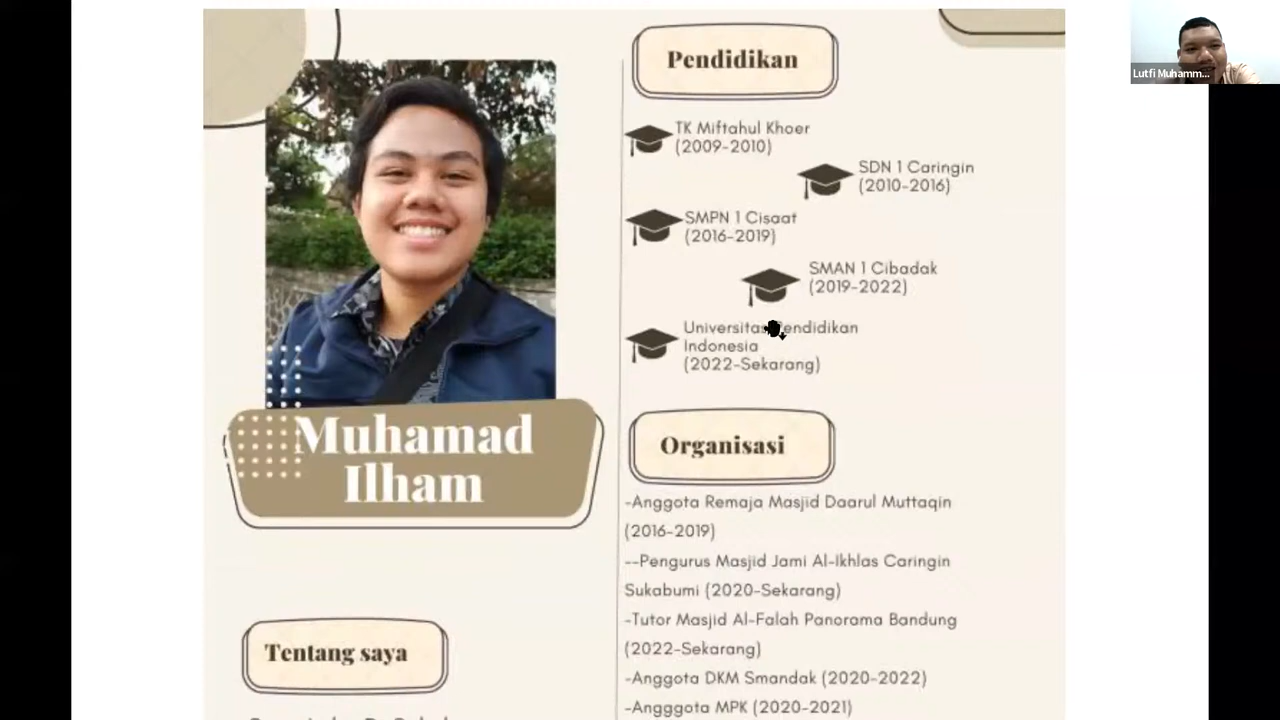 Pendidikan
TK Miftahul Khoer
(2009-2010)
SDN 1 Caringin
(2010-2016)
SMPN 1 Cisaat
(2016-2019)
SMAN 1 Cibadak
(2019-2022)
Universitas Pendidikan
Indonesia
(2022-Sekarang)
Muhamad
Ilham
Organisasi
-Anggota Remaja Masjid Daarul Muttaqin
(2016-2019)
--Pengurus Masjid Jami Al-Ikhlas Caringin
Sukabumi (2020-Sekarang)
-Tutor Masjid Al-Falah Panorama Bandung
(2022-Sekarang)
-Anggota DKM Smandak (2020-2022)
-Angggota MPK (2020-2021)
Tentang saya
Lutfi Muhamm...